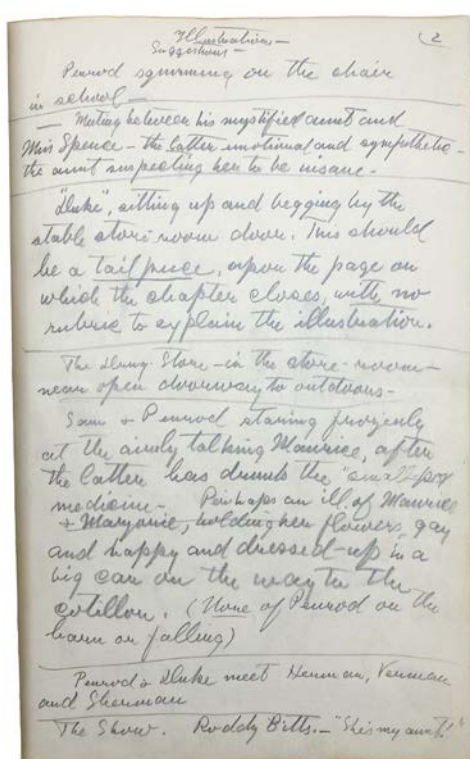 Illustrations —
Suggestions —
2
Penrod squirming on the chair
in school —
— Meeting between his mystified aunt and
Miss Spence — the latter emotional and sympathetic —
the aunt suspecting her to be insane —
"Duke", sitting up and begging by the
stable store-room door. This should
be a tail piece, upon the page on
which the chapter closes, with no
rubric to explain the illustration.
The Drug Store — in the store-room —
near open doorway to outdoors —
Sam & Penrod staring frozenly
at the airily talking Maurice, after
the latter has drunk the "small-pox
medicine — Perhaps an ill. of Maurice
& Marjorie, holding her flowers, gay
and happy and dressed-up in a
big car on the way to the
cotillon. (None of Penrod on the
barn or falling)
Penrod & Duke meet Herman, Verman
and Sherman
The Show. Roddy Bitts. — "She's my aunt!"